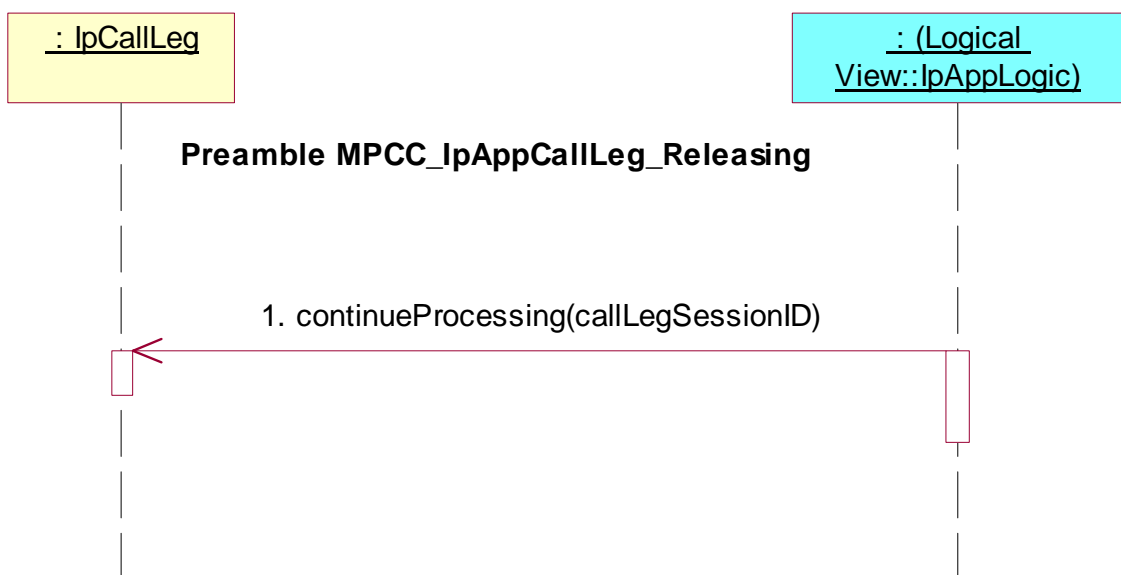 : IpCallLeg
: (Logical
View::IpAppLogic)
Preamble MPCC_IpAppCallLeg_Releasing
1. continueProcessing(callLegSessionID)